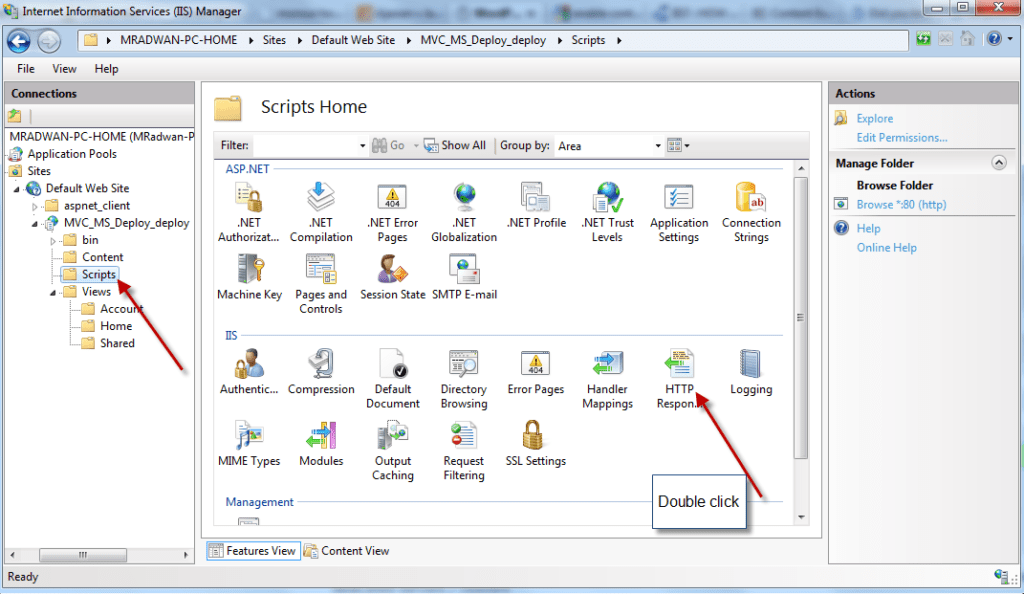 Internet Information Services (IIS) Manager
MRADWAN-PC-HOME Sites Default Web Site MVC_MS_Deploy_deploy Scripts
File View Help
Connections
MRADWAN-PC-HOME (MRadwan-P
Application Pools
Sites
Default Web Site
aspnet_client
MVC_MS_Deploy_deploy
bin
Content
Scripts
Views
Account
Home
Shared
Scripts Home
Filter: Go Show All Group by: Area
ASP.NET
.NET Authorizat...
.NET Compilation
.NET Error Pages
.NET Globalization
.NET Profile
.NET Trust Levels
Application Settings
Connection Strings
Machine Key
Pages and Controls
Session State
SMTP E-mail
IIS
Authentic...
Compression
Default Document
Directory Browsing
404
Error Pages
Handler Mappings
HTTP Respon...
Logging
MIME Types
Modules
Output Caching
Request Filtering
SSL Settings
Management
Double click
Features View Content View
Actions
Explore
Edit Permissions...
Manage Folder
Browse Folder
Browse *:80 (http)
Help
Online Help
Ready